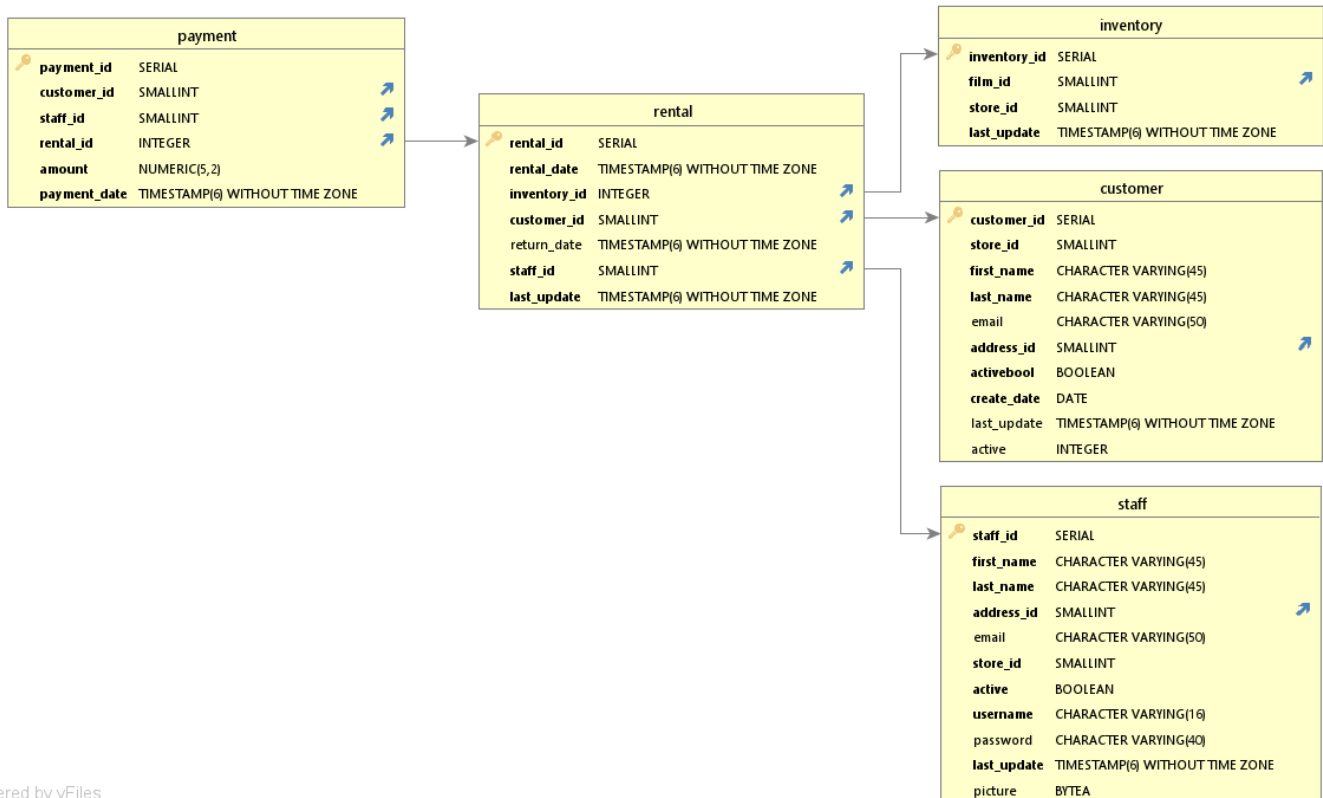 payment
payment_id SERIAL
customer_id SMALLINT
staff_id SMALLINT
rental_id INTEGER
amount NUMERIC(5,2)
payment_date TIMESTAMP(6) WITHOUT TIME ZONE
rental
rental_id SERIAL
rental_date TIMESTAMP(6) WITHOUT TIME ZONE
inventory_id INTEGER
customer_id SMALLINT
return_date TIMESTAMP(6) WITHOUT TIME ZONE
staff_id SMALLINT
last_update TIMESTAMP(6) WITHOUT TIME ZONE
inventory
inventory_id SERIAL
film_id SMALLINT
store_id SMALLINT
last_update TIMESTAMP(6) WITHOUT TIME ZONE
customer
customer_id SERIAL
store_id SMALLINT
first_name CHARACTER VARYING(45)
last_name CHARACTER VARYING(45)
email CHARACTER VARYING(50)
address_id SMALLINT
activebool BOOLEAN
create_date DATE
last_update TIMESTAMP(6) WITHOUT TIME ZONE
active INTEGER
staff
staff_id SERIAL
first_name CHARACTER VARYING(45)
last_name CHARACTER VARYING(45)
address_id SMALLINT
email CHARACTER VARYING(50)
store_id SMALLINT
active BOOLEAN
username CHARACTER VARYING(16)
password CHARACTER VARYING(40)
last_update TIMESTAMP(6) WITHOUT TIME ZONE
picture BYTEA
ered by yFiles